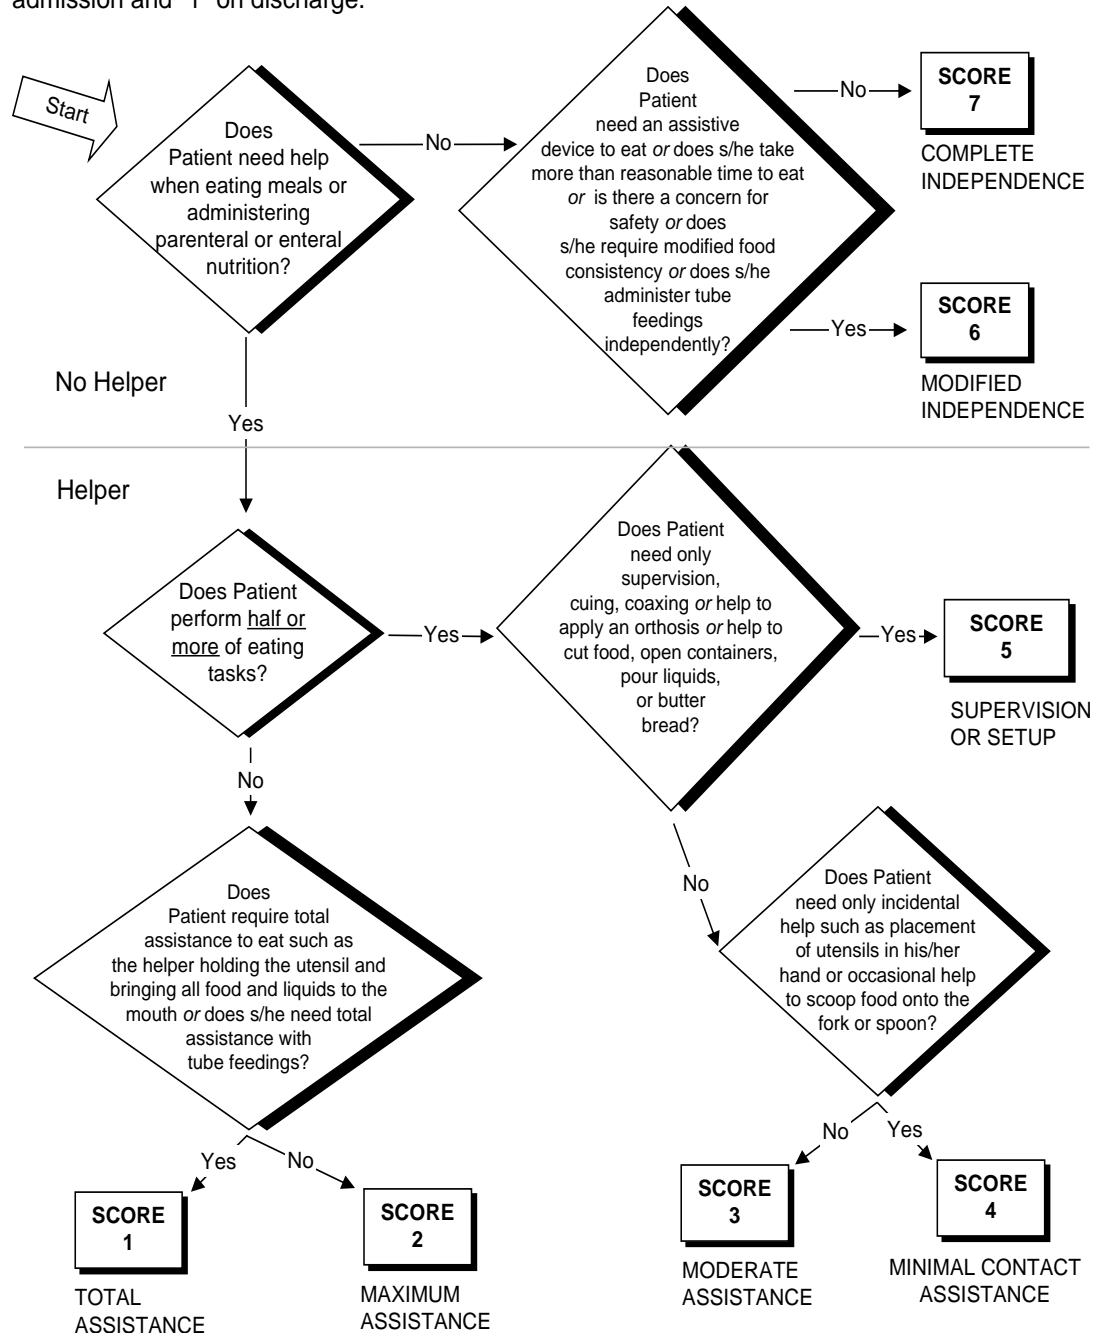 admission and "1" on discharge.
Start
Does
Patient need help
when eating meals or
administering
parenteral or enteral
nutrition?
No
Does
Patient
need an assistive
device to eat or does s/he take
more than reasonable time to eat
or is there a concern for
safety or does
s/he require modified food
consistency or does s/he
administer tube
feedings
independently?
No
SCORE
7
COMPLETE
INDEPENDENCE
Yes
SCORE
6
MODIFIED
INDEPENDENCE
No Helper
Yes
Helper
Does Patient
perform half or
more of eating
tasks?
Yes
Does Patient
need only
supervision,
cuing, coaxing or help to
apply an orthosis or help to
cut food, open containers,
pour liquids,
or butter
bread?
Yes
SCORE
5
SUPERVISION
OR SETUP
No
No
Does
Patient require total
assistance to eat such as
the helper holding the utensil and
bringing all food and liquids to the
mouth or does s/he need total
assistance with
tube feedings?
Does Patient
need only incidental
help such as placement
of utensils in his/her
hand or occasional help
to scoop food onto the
fork or spoon?
Yes
No
No
Yes
SCORE
1
TOTAL
ASSISTANCE
SCORE
2
MAXIMUM
ASSISTANCE
SCORE
3
MODERATE
ASSISTANCE
SCORE
4
MINIMAL CONTACT
ASSISTANCE